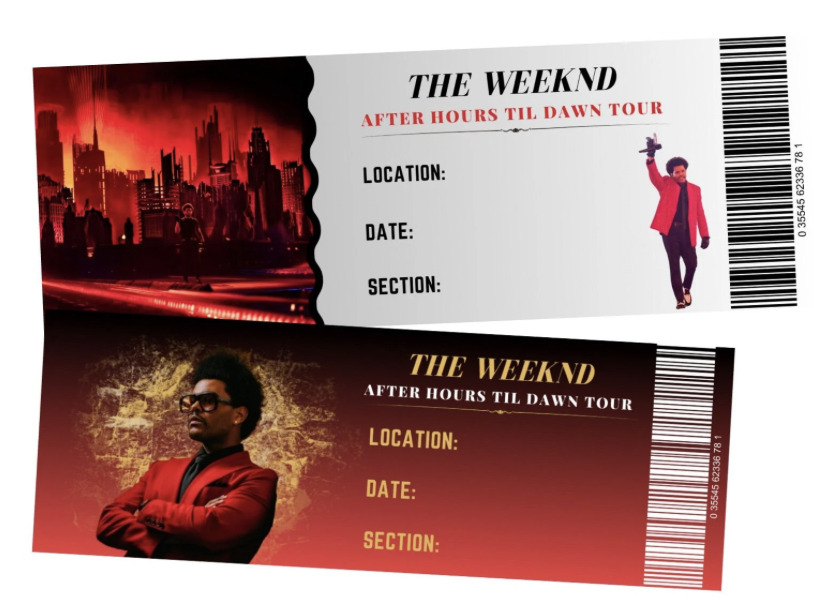 THE WEEKND
AFTER HOURS TIL DAWN TOUR
LOCATION:
DATE:
SECTION:
0 35545 62336 78 1
THE WEEKND
AFTER HOURS TIL DAWN TOUR
LOCATION:
DATE:
SECTION:
0 35545 62336 78 1